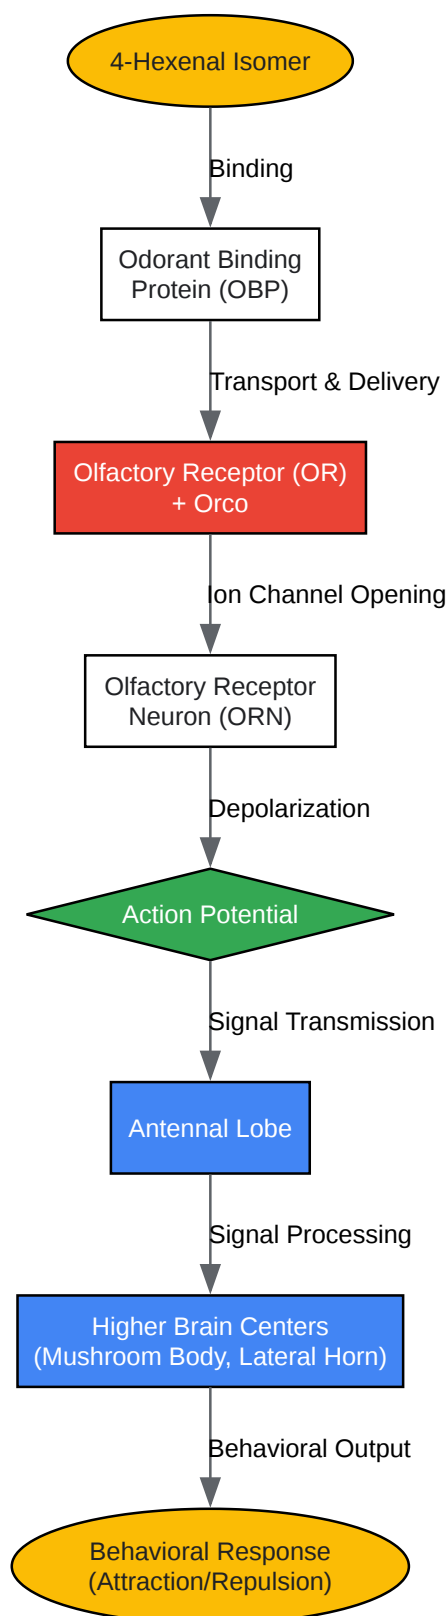 4-Hexenal Isomer
Binding
Odorant Binding
Protein (OBP)
Transport & Delivery
Olfactory Receptor (OR)
+ Orco
Ion Channel Opening
Olfactory Receptor
Neuron (ORN)
Depolarization
Action Potential
Signal Transmission
Antennal Lobe
Signal Processing
Higher Brain Centers
(Mushroom Body, Lateral Horn)
Behavioral Output
Behavioral Response
(Attraction/Repulsion)